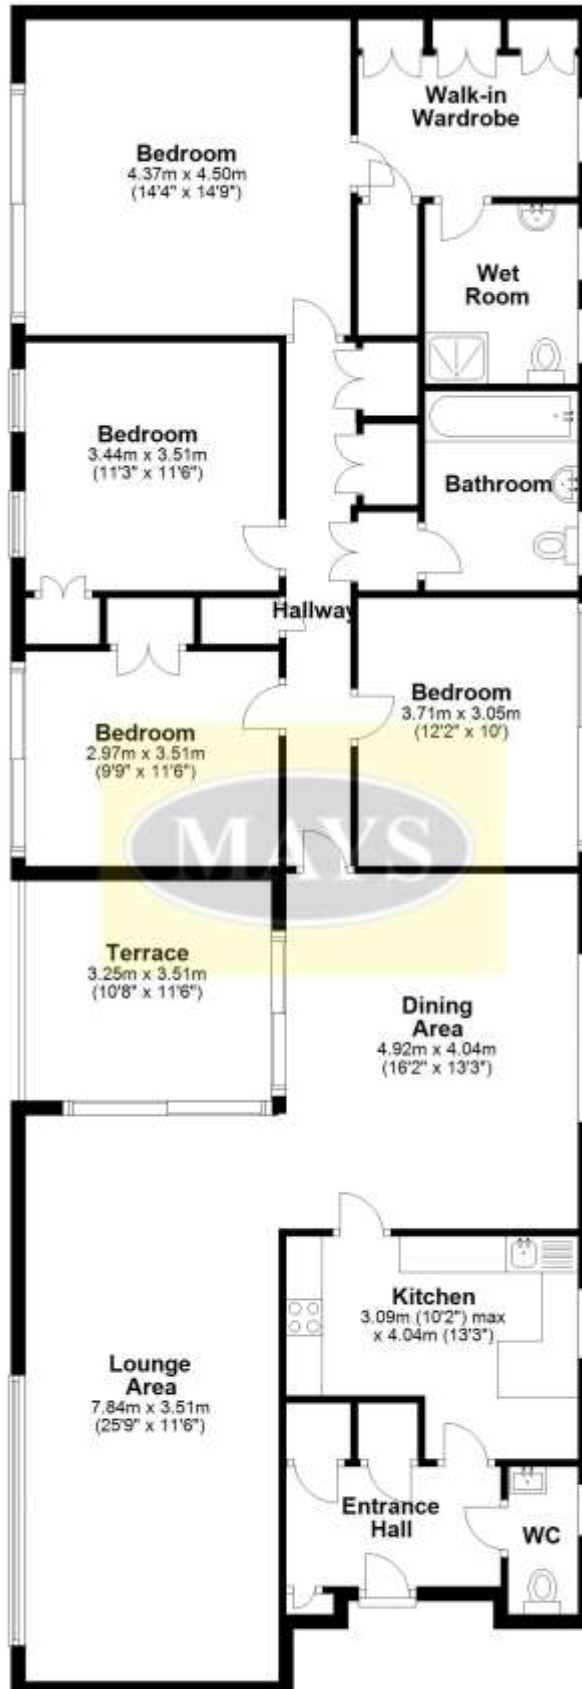 Walk-in
Wardrobe
Bedroom
4.37m x 4.50m
(14'4" x 14'9")
Wet
Room
Bedroom
3.44m x 3.51m
(11'3" x 11'6")
Bathroom
Hallway
Bedroom
3.71m x 3.05m
(12'2" x 10')
Bedroom
2.97m x 3.51m
(9'9" x 11'6")
MAYS
Terrace
3.25m x 3.51m
(10'8" x 11'6")
Dining
Area
4.92m x 4.04m
(16'2" x 13'3")
Kitchen
3.09m (10'2") max
x 4.04m (13'3")
Lounge
Area
7.84m x 3.51m
(25'9" x 11'6")
Entrance
Hall
WC